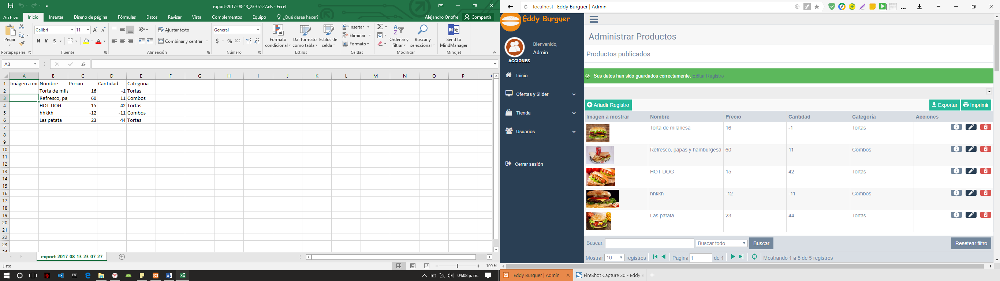 export-2017-08-13_23-07-27.xls - Excel
Archivo Inicio Insertar Diseño de página Fórmulas Datos Revisar Vista Complementos Equipo ¿Qué desea hacer? Alejandro Onofre Compartir
Pegar
Portapapeles
Calibri 11
N K S
Fuente
Ajustar texto
Combinar y centrar
Alineación
General
$ % 000
Número
Formato condicional
Dar formato como tabla
Estilos de celda
Estilos
Insertar
Eliminar
Formato
Celdas
Ordenar y filtrar
Buscar y seleccionar
Modificar
Send to MindManager
Mindjet
A3 fx
A B C D E F G H I J K L M N O P
1 Imágen a mo Nombre Precio Cantidad Categoría
2 Torta de mila 16 -1 Tortas
3 Refresco, pa 60 11 Combos
4 HOT-DOG 15 42 Tortas
5 hhkkh -12 -11 Combos
6 Las patata 23 44 Tortas
7
8
9
10
11
12
13
14
15
16
17
18
19
20
21
22
23
export-2017-08-13_23-07-27
Listo 100 %
04:08 p. m.
localhost Eddy Burguer | Admin
Eddy Burguer
Bienvenido,
Admin
ACCIONES
Inicio
Ofertas y Slider
Tienda
Usuarios
Cerrar sesión
Administrar Productos
Productos publicados
Sus datos han sido guardados correctamente. Editar Registro
Añadir Registro Exportar Imprimir
Imágen a mostrar Nombre Precio Cantidad Categoría Acciones
Torta de milanesa 16 -1 Tortas
Refresco, papas y hamburgesa 60 11 Combos
HOT-DOG 15 42 Tortas
hhkkh -12 -11 Combos
Las patata 23 44 Tortas
Buscar: Buscar todo Buscar Resetear filtro
Mostrar 10 registros Pagina 1 de 1 Mostrando 1 a 5 de 5 registros
Eddy Burguer | Admin FireShot Capture 30 - Eddy